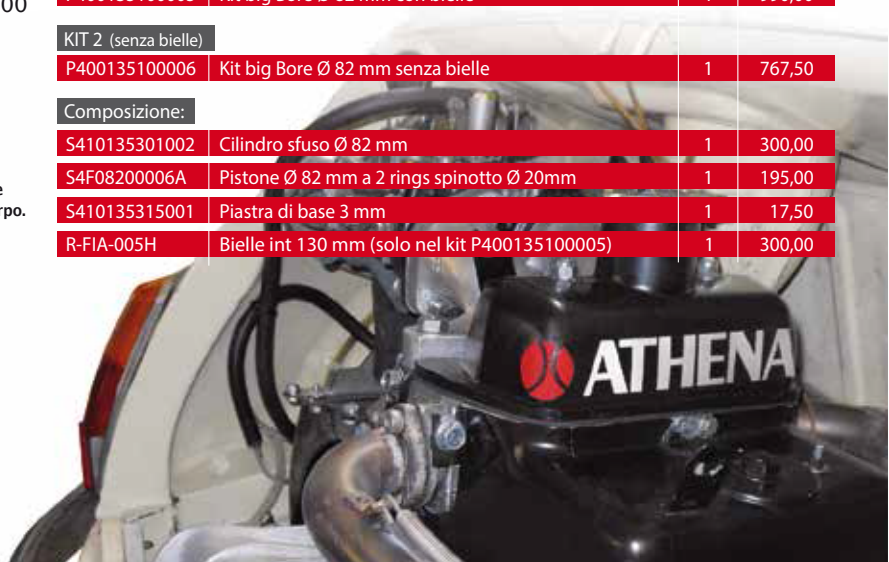 00
KIT 2 (senza bielle)
P400135100006 Kit big Bore Ø 82 mm senza bielle 1 767,50
Composizione:
S410135301002 Cilindro sfuso Ø 82 mm 1 300,00
S4F08200006A Pistone Ø 82 mm a 2 rings spinotto Ø 20mm 1 195,00
e
rpo.
S410135315001 Piastra di base 3 mm 1 17,50
R-FIA-005H Bielle int 130 mm (solo nel kit P400135100005) 1 300,00
ATHENA